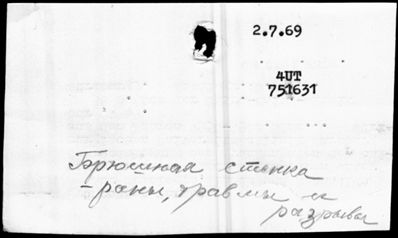 2.7.69
4UT
751631
Брюшная стенка
- раны, травмы и
разрывы